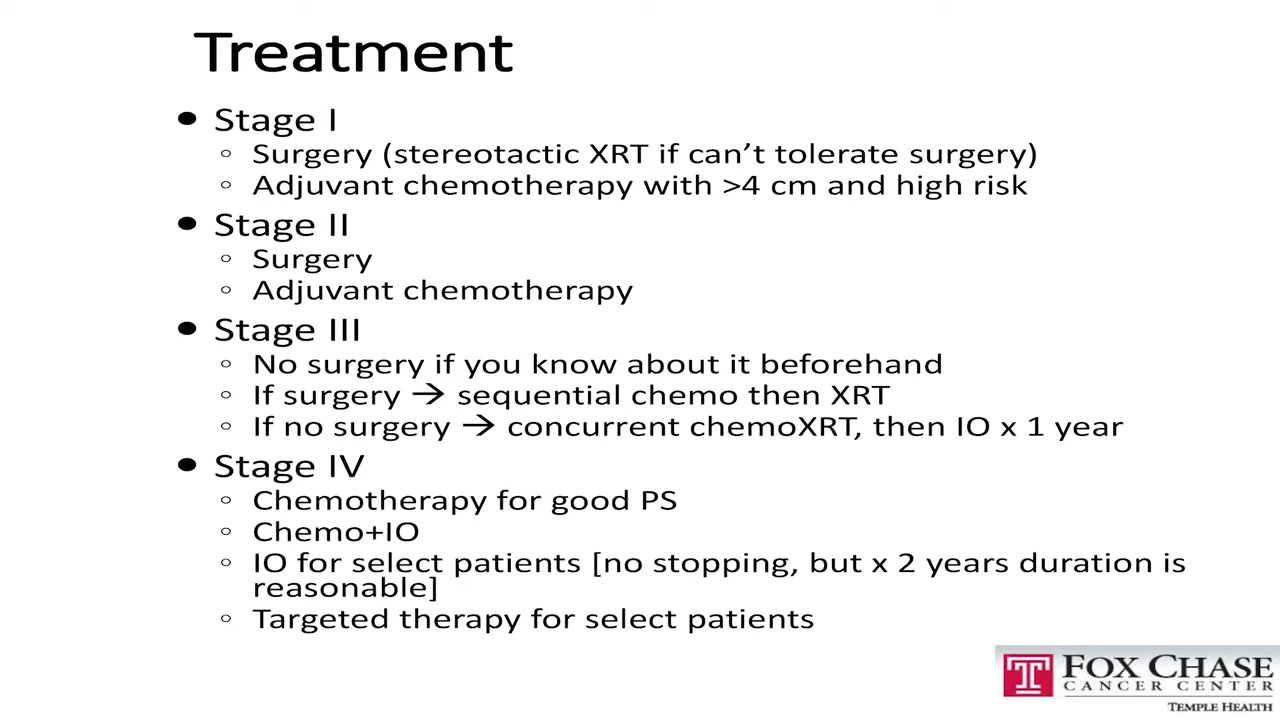 Treatment
• Stage I
◦ Surgery (stereotactic XRT if can’t tolerate surgery)
◦ Adjuvant chemotherapy with >4 cm and high risk
• Stage II
◦ Surgery
◦ Adjuvant chemotherapy
• Stage III
◦ No surgery if you know about it beforehand
◦ If surgery → sequential chemo then XRT
◦ If no surgery → concurrent chemoXRT, then IO x 1 year
• Stage IV
◦ Chemotherapy for good PS
◦ Chemo+IO
◦ IO for select patients [no stopping, but x 2 years duration is
reasonable]
◦ Targeted therapy for select patients
FOX CHASE
CANCER CENTER
TEMPLE HEALTH